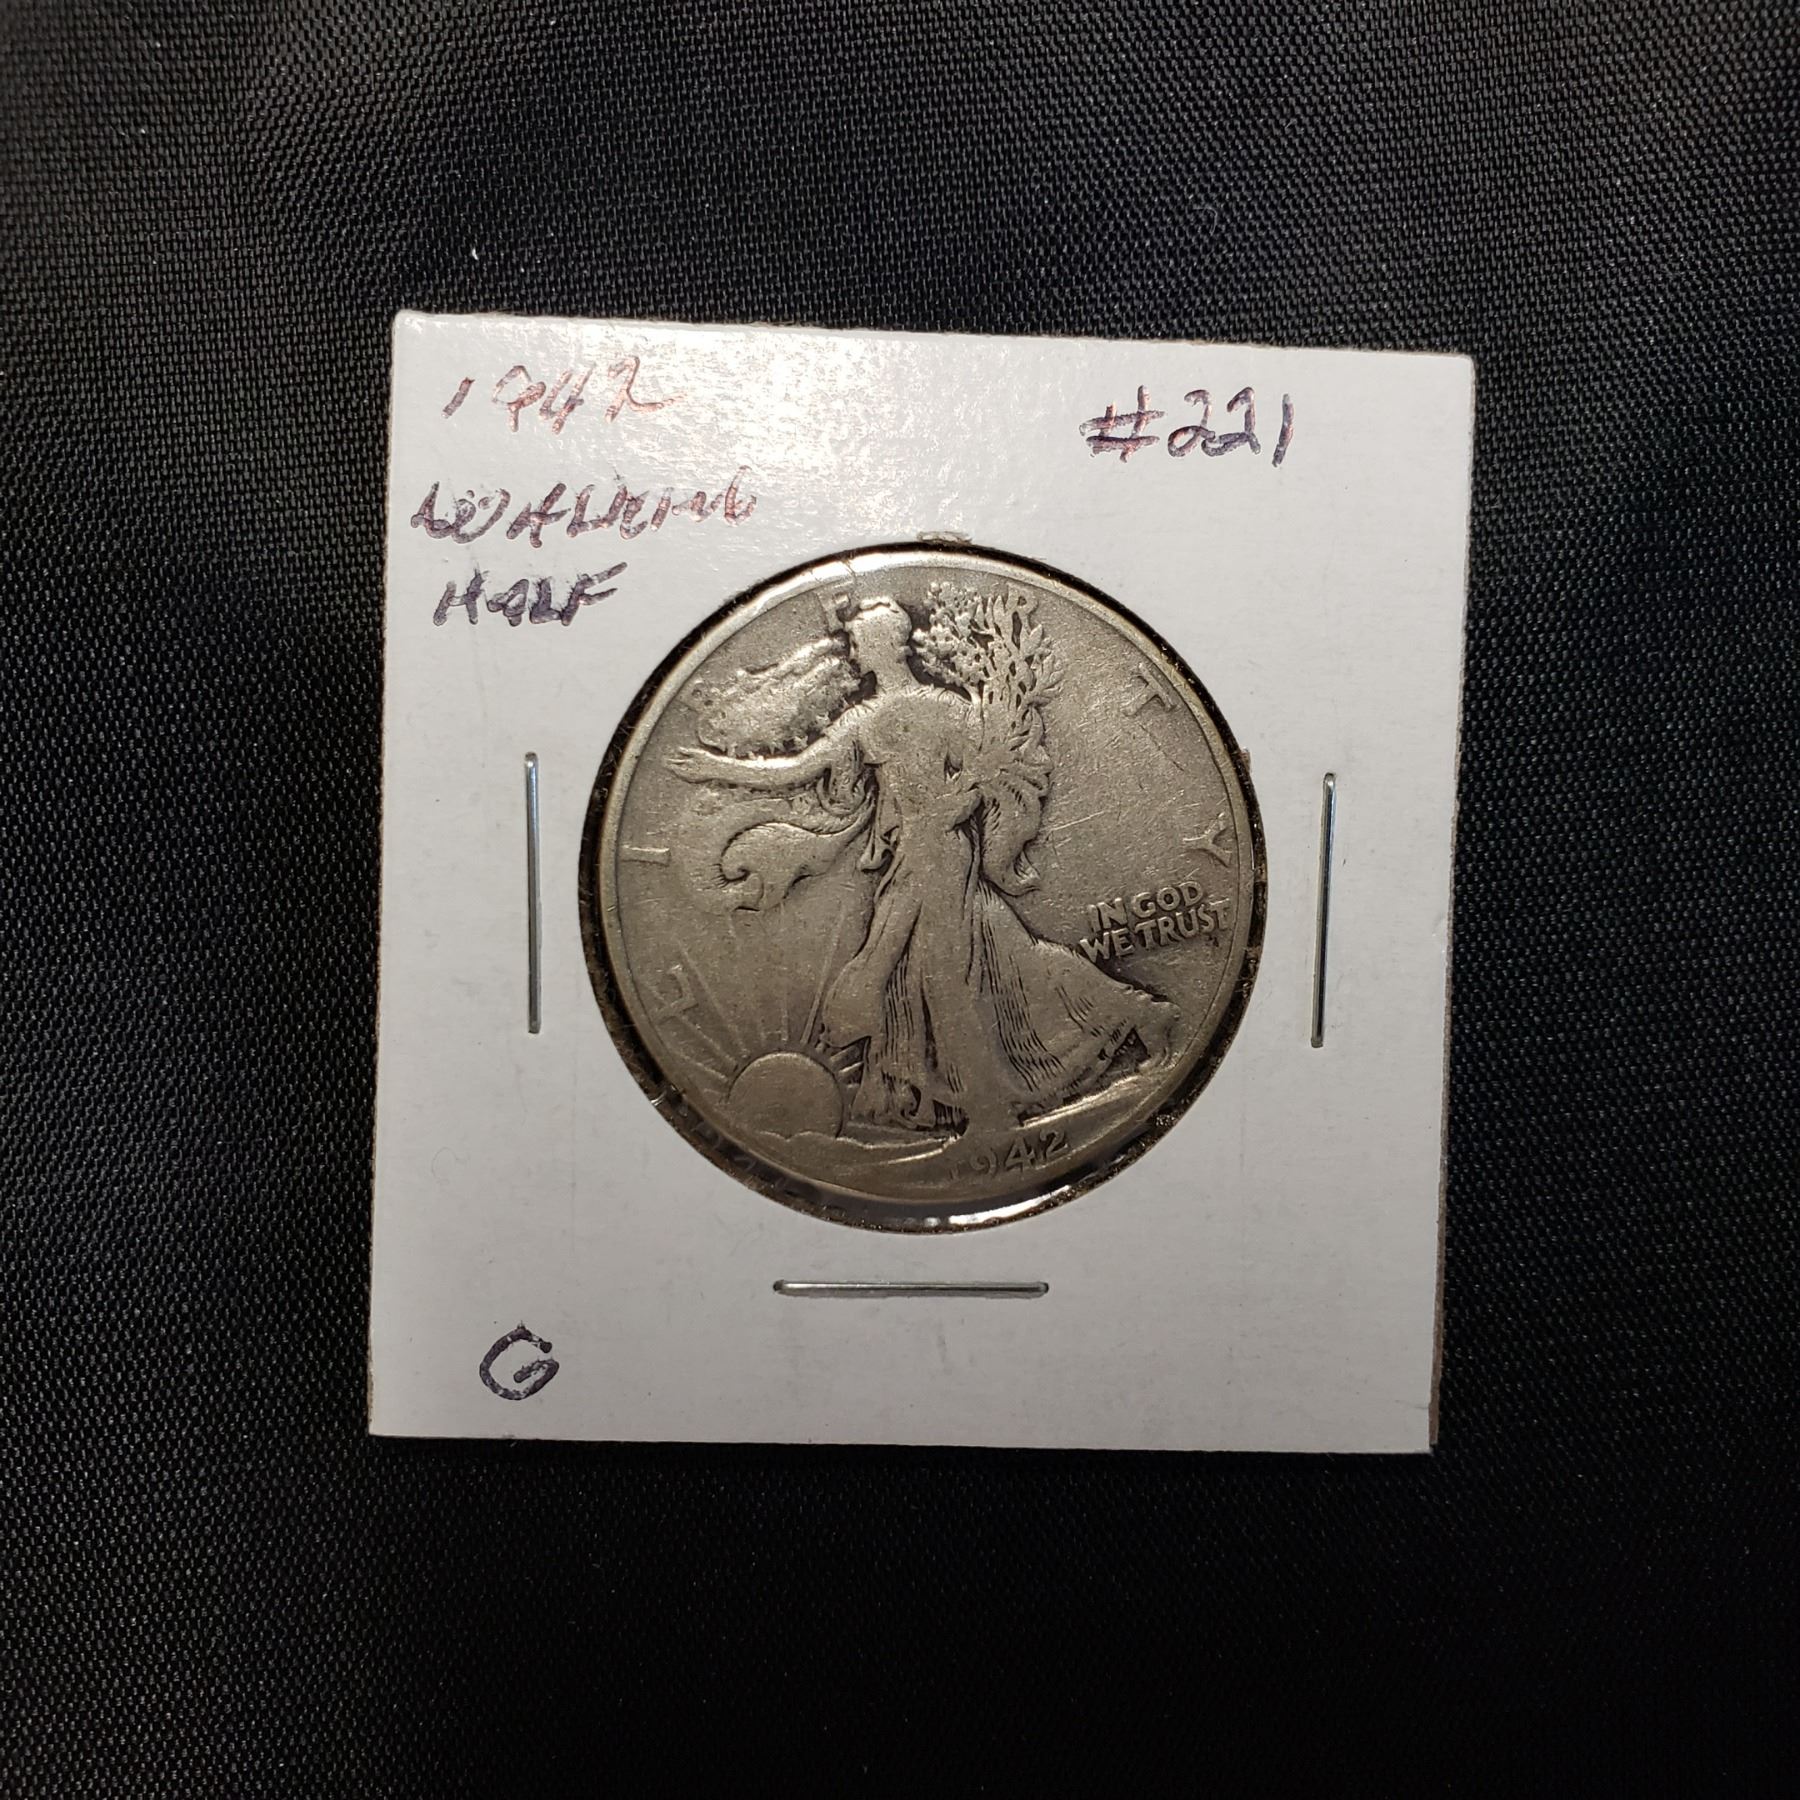 1942
#221
WALKING
HALF
LIBERTY
IN GOD
WE TRUST
1942
G